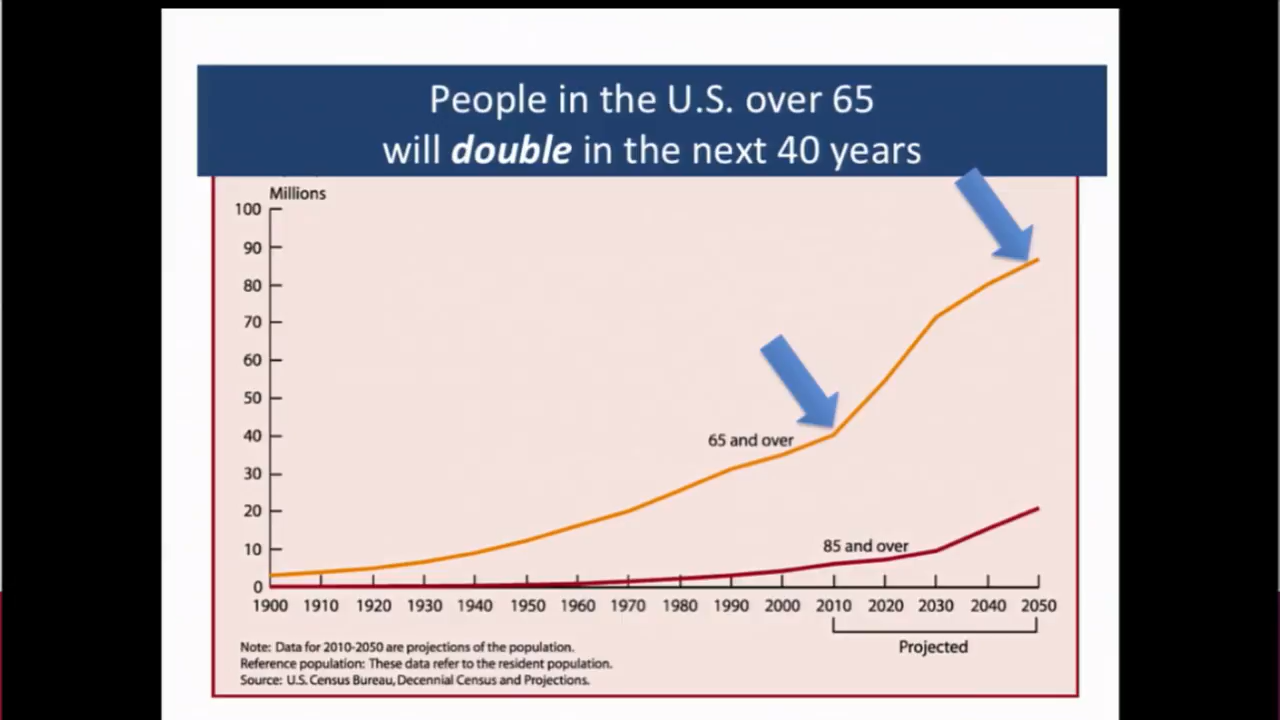 People in the U.S. over 65
will double in the next 40 years
Millions
100
90
80
70
60
50
40
30
20
10
0
65 and over
85 and over
1900 1910 1920 1930 1940 1950 1960 1970 1980 1990 2000 2010 2020 2030 2040 2050
Projected
Note: Data for 2010-2050 are projections of the population.
Reference population: These data refer to the resident population.
Source: U.S. Census Bureau, Decennial Census and Projections.